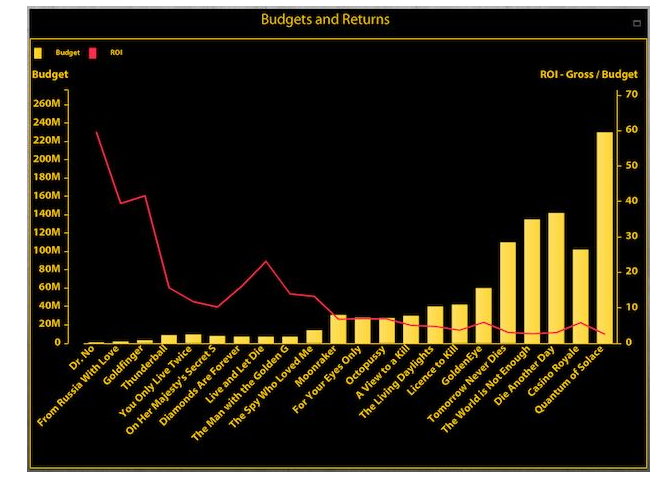 Budgets and Returns
Budget
ROI
Budget
ROI - Gross / Budget
260M
240M
220M
200M
180M
160M
140M
120M
100M
80M
60M
40M
20M
0
70
60
50
40
30
20
10
0
Dr. No
From Russia With Love
Goldfinger
Thunderball
You Only Live Twice
On Her Majesty's Secret S
Diamonds Are Forever
Live and Let Die
The Man with the Golden G
The Spy Who Loved Me
Moonraker
For Your Eyes Only
Octopussy
A View to a Kill
The Living Daylights
Licence to Kill
GoldenEye
Tomorrow Never Dies
The World is Not Enough
Die Another Day
Casino Royale
Quantum of Solace